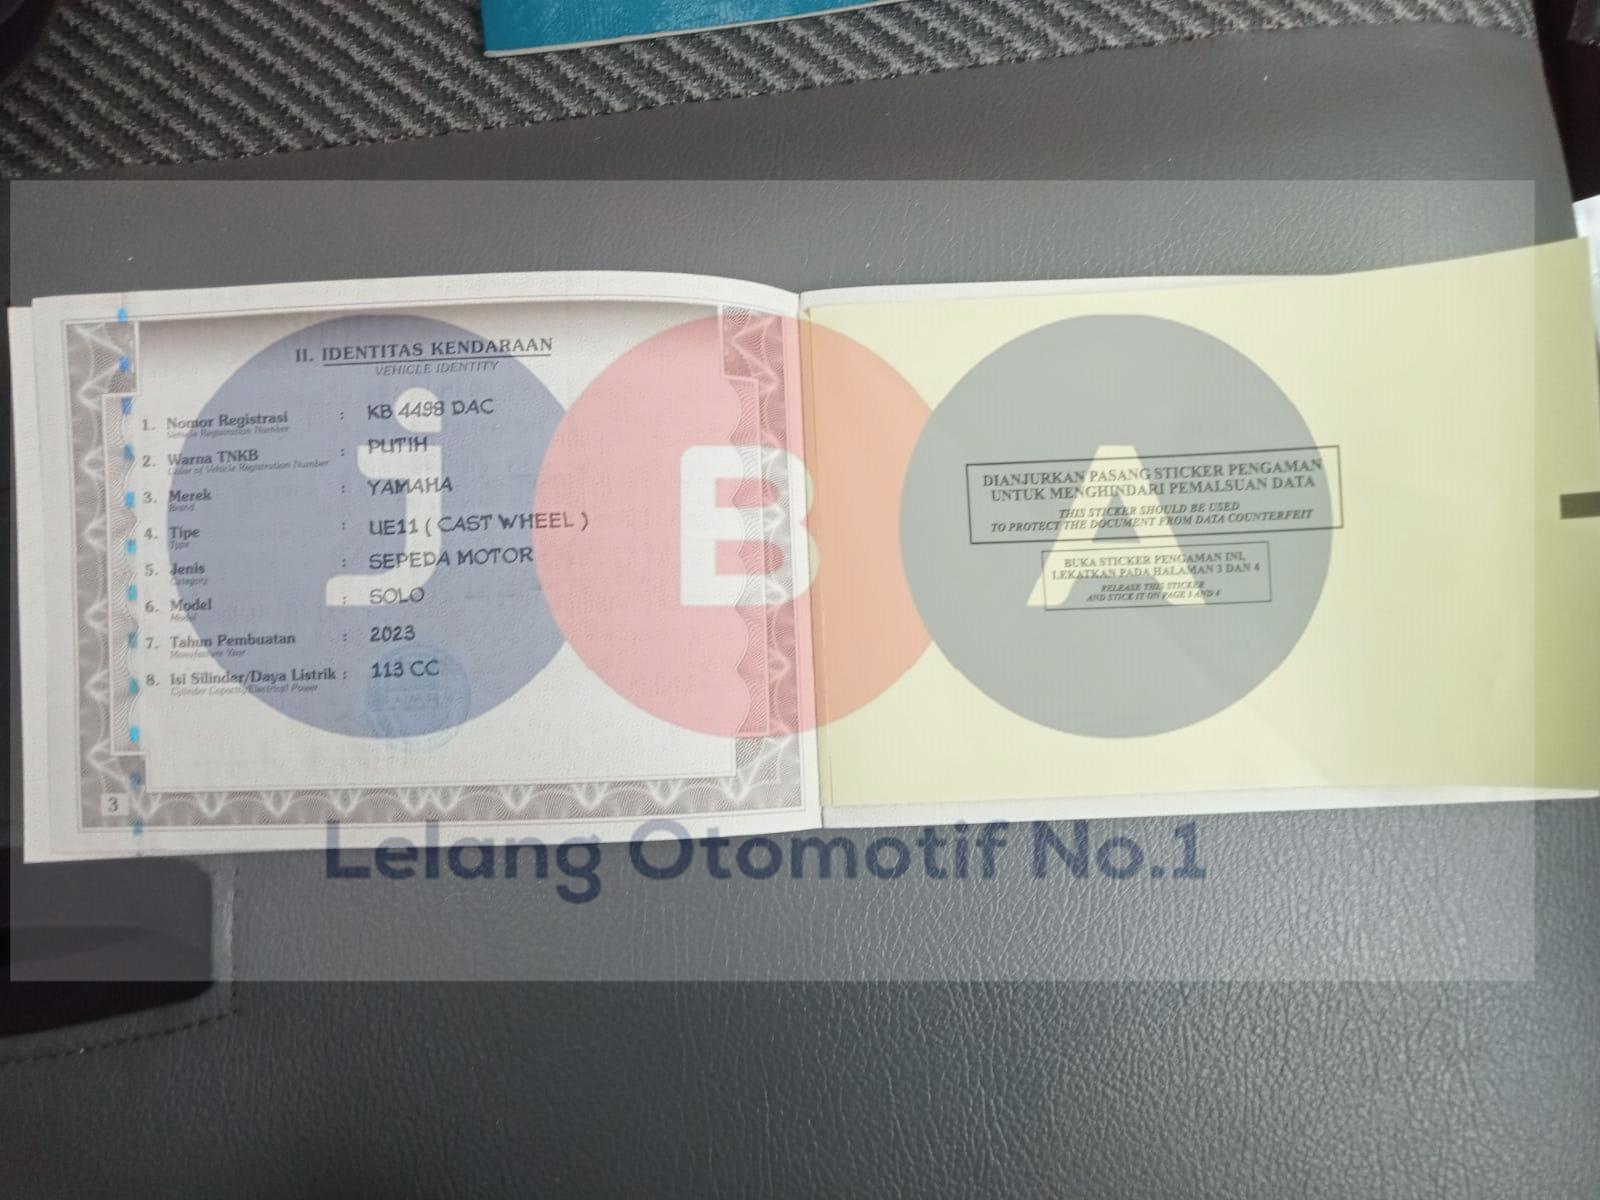 II. IDENTITAS KENDARAAN
VEHICLE IDENTITY
1. Nomor Registrasi : KB 4498 DAC
Vehicle Registration Number
2. Warna TNKB : PUTIH
Color of Vehicle Registration Number
3. Merek : YAMAHA
Brand
4. Tipe : UE11 ( CAST WHEEL )
Type
5. Jenis : SEPEDA MOTOR
Category
6. Model : SOLO
Model
7. Tahun Pembuatan : 2023
Manufacture Year
8. Isi Silinder/Daya Listrik : 113 CC
Cylinder Capacity/Electrical Power
3
DIANJURKAN PASANG STICKER PENGAMAN
UNTUK MENGHINDARI PEMALSUAN DATA
THIS STICKER SHOULD BE USED
TO PROTECT THE DOCUMENT FROM DATA COUNTERFEIT
BUKA STICKER PENGAMAN INI,
LEKATKAN PADA HALAMAN 3 DAN 4
RELEASE THIS STICKER
AND STICK IT ON PAGE 3 AND 4
j B A
Lelang Otomotif No.1